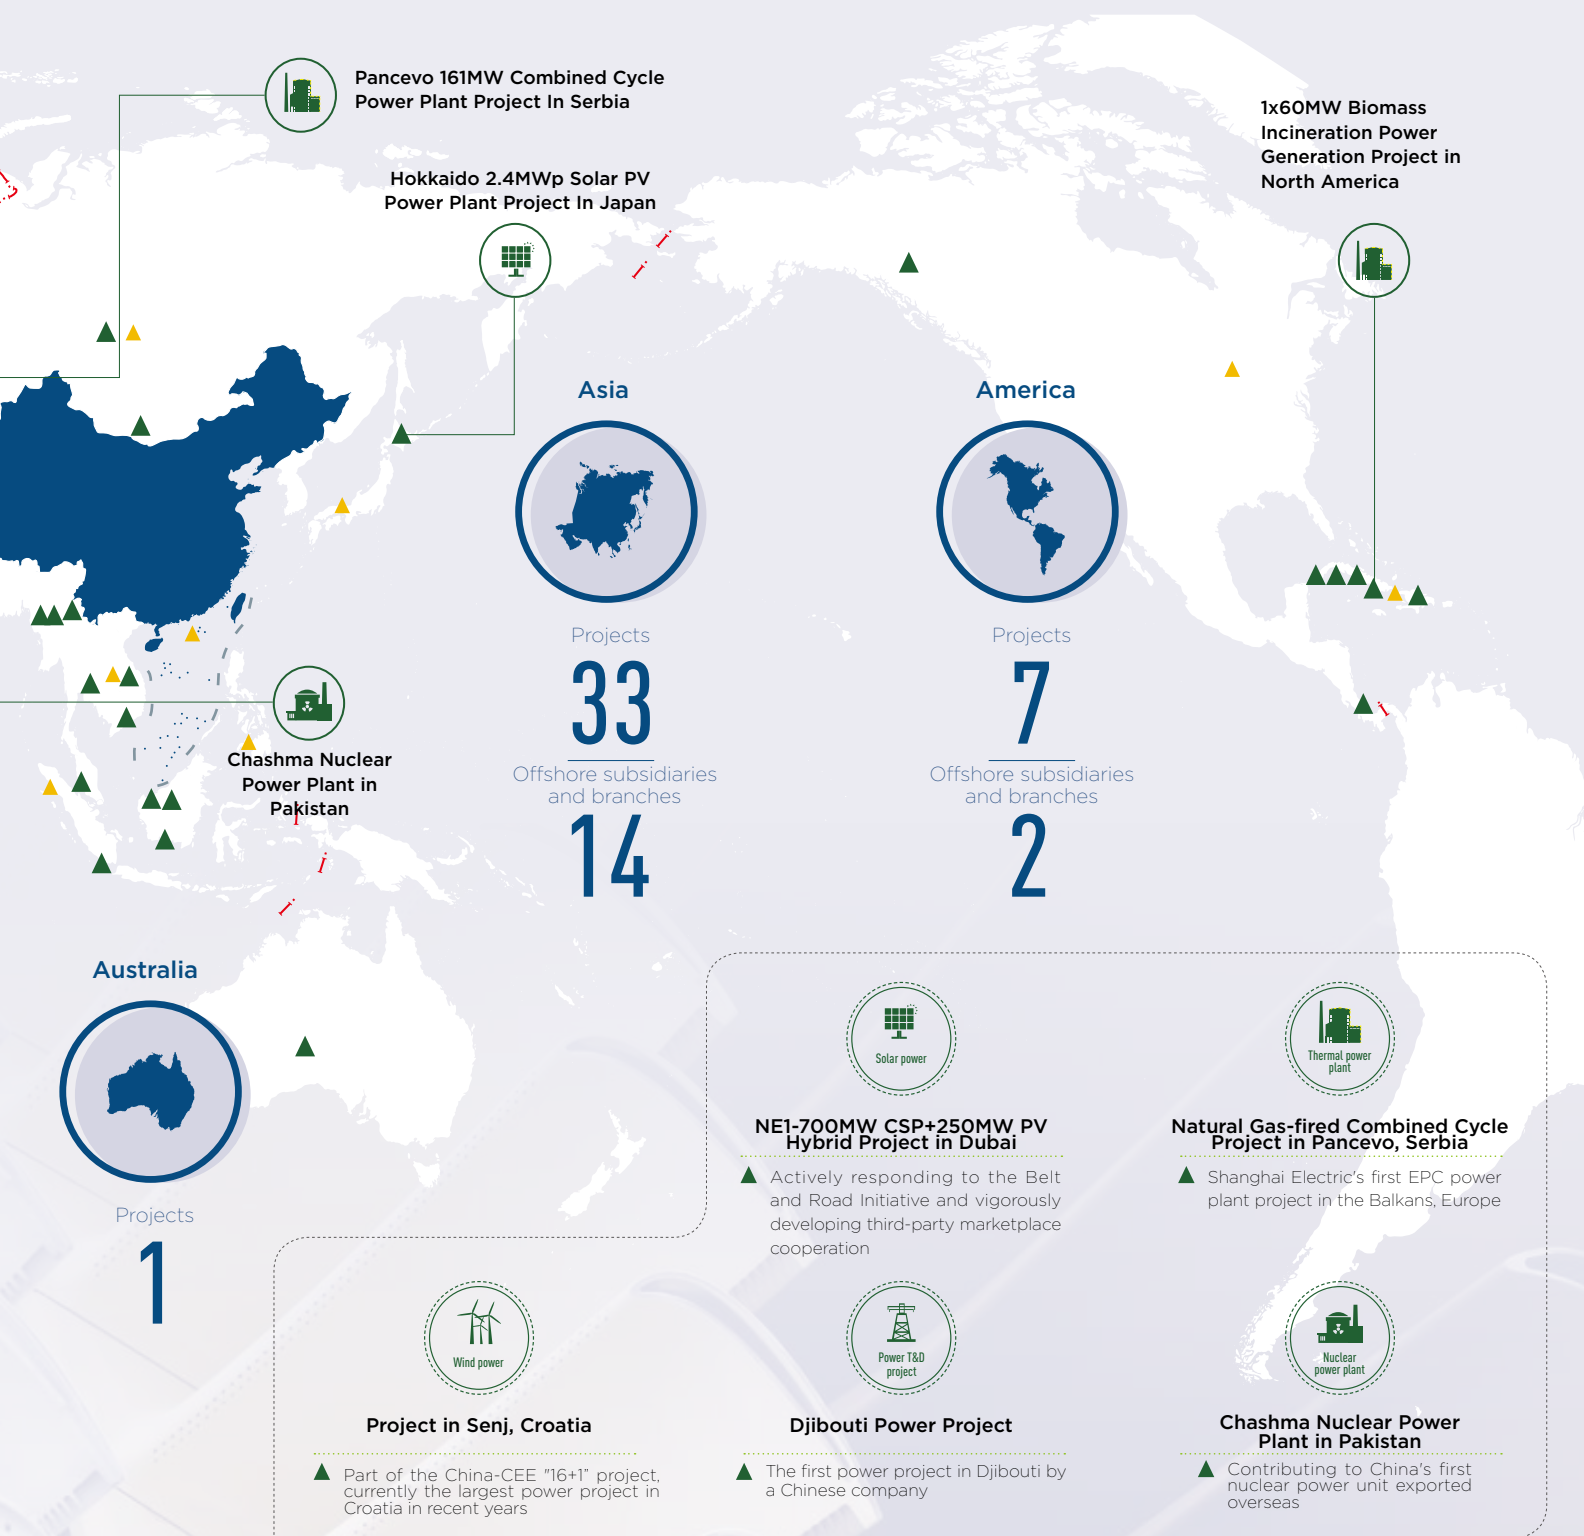 Pancevo 161MW Combined Cycle
Power Plant Project In Serbia
1x60MW Biomass
Incineration Power
Generation Project in
North America
Hokkaido 2.4MWp Solar PV
Power Plant Project In Japan
Asia
America
Projects
33
Offshore subsidiaries
and branches
14
Projects
7
Offshore subsidiaries
and branches
2
Chashma Nuclear
Power Plant in
Pakistan
Australia
Projects
1
Solar power
NE1-700MW CSP+250MW PV
Hybrid Project in Dubai
Actively responding to the Belt
and Road Initiative and vigorously
developing third-party marketplace
cooperation
Thermal power
plant
Natural Gas-fired Combined Cycle
Project in Pancevo, Serbia
Shanghai Electric's first EPC power
plant project in the Balkans, Europe
Wind power
Project in Senj, Croatia
Part of the China-CEE "16+1" project,
currently the largest power project in
Croatia in recent years
Power T&D
project
Djibouti Power Project
The first power project in Djibouti by
a Chinese company
Nuclear
power plant
Chashma Nuclear Power
Plant in Pakistan
Contributing to China's first
nuclear power unit exported
overseas